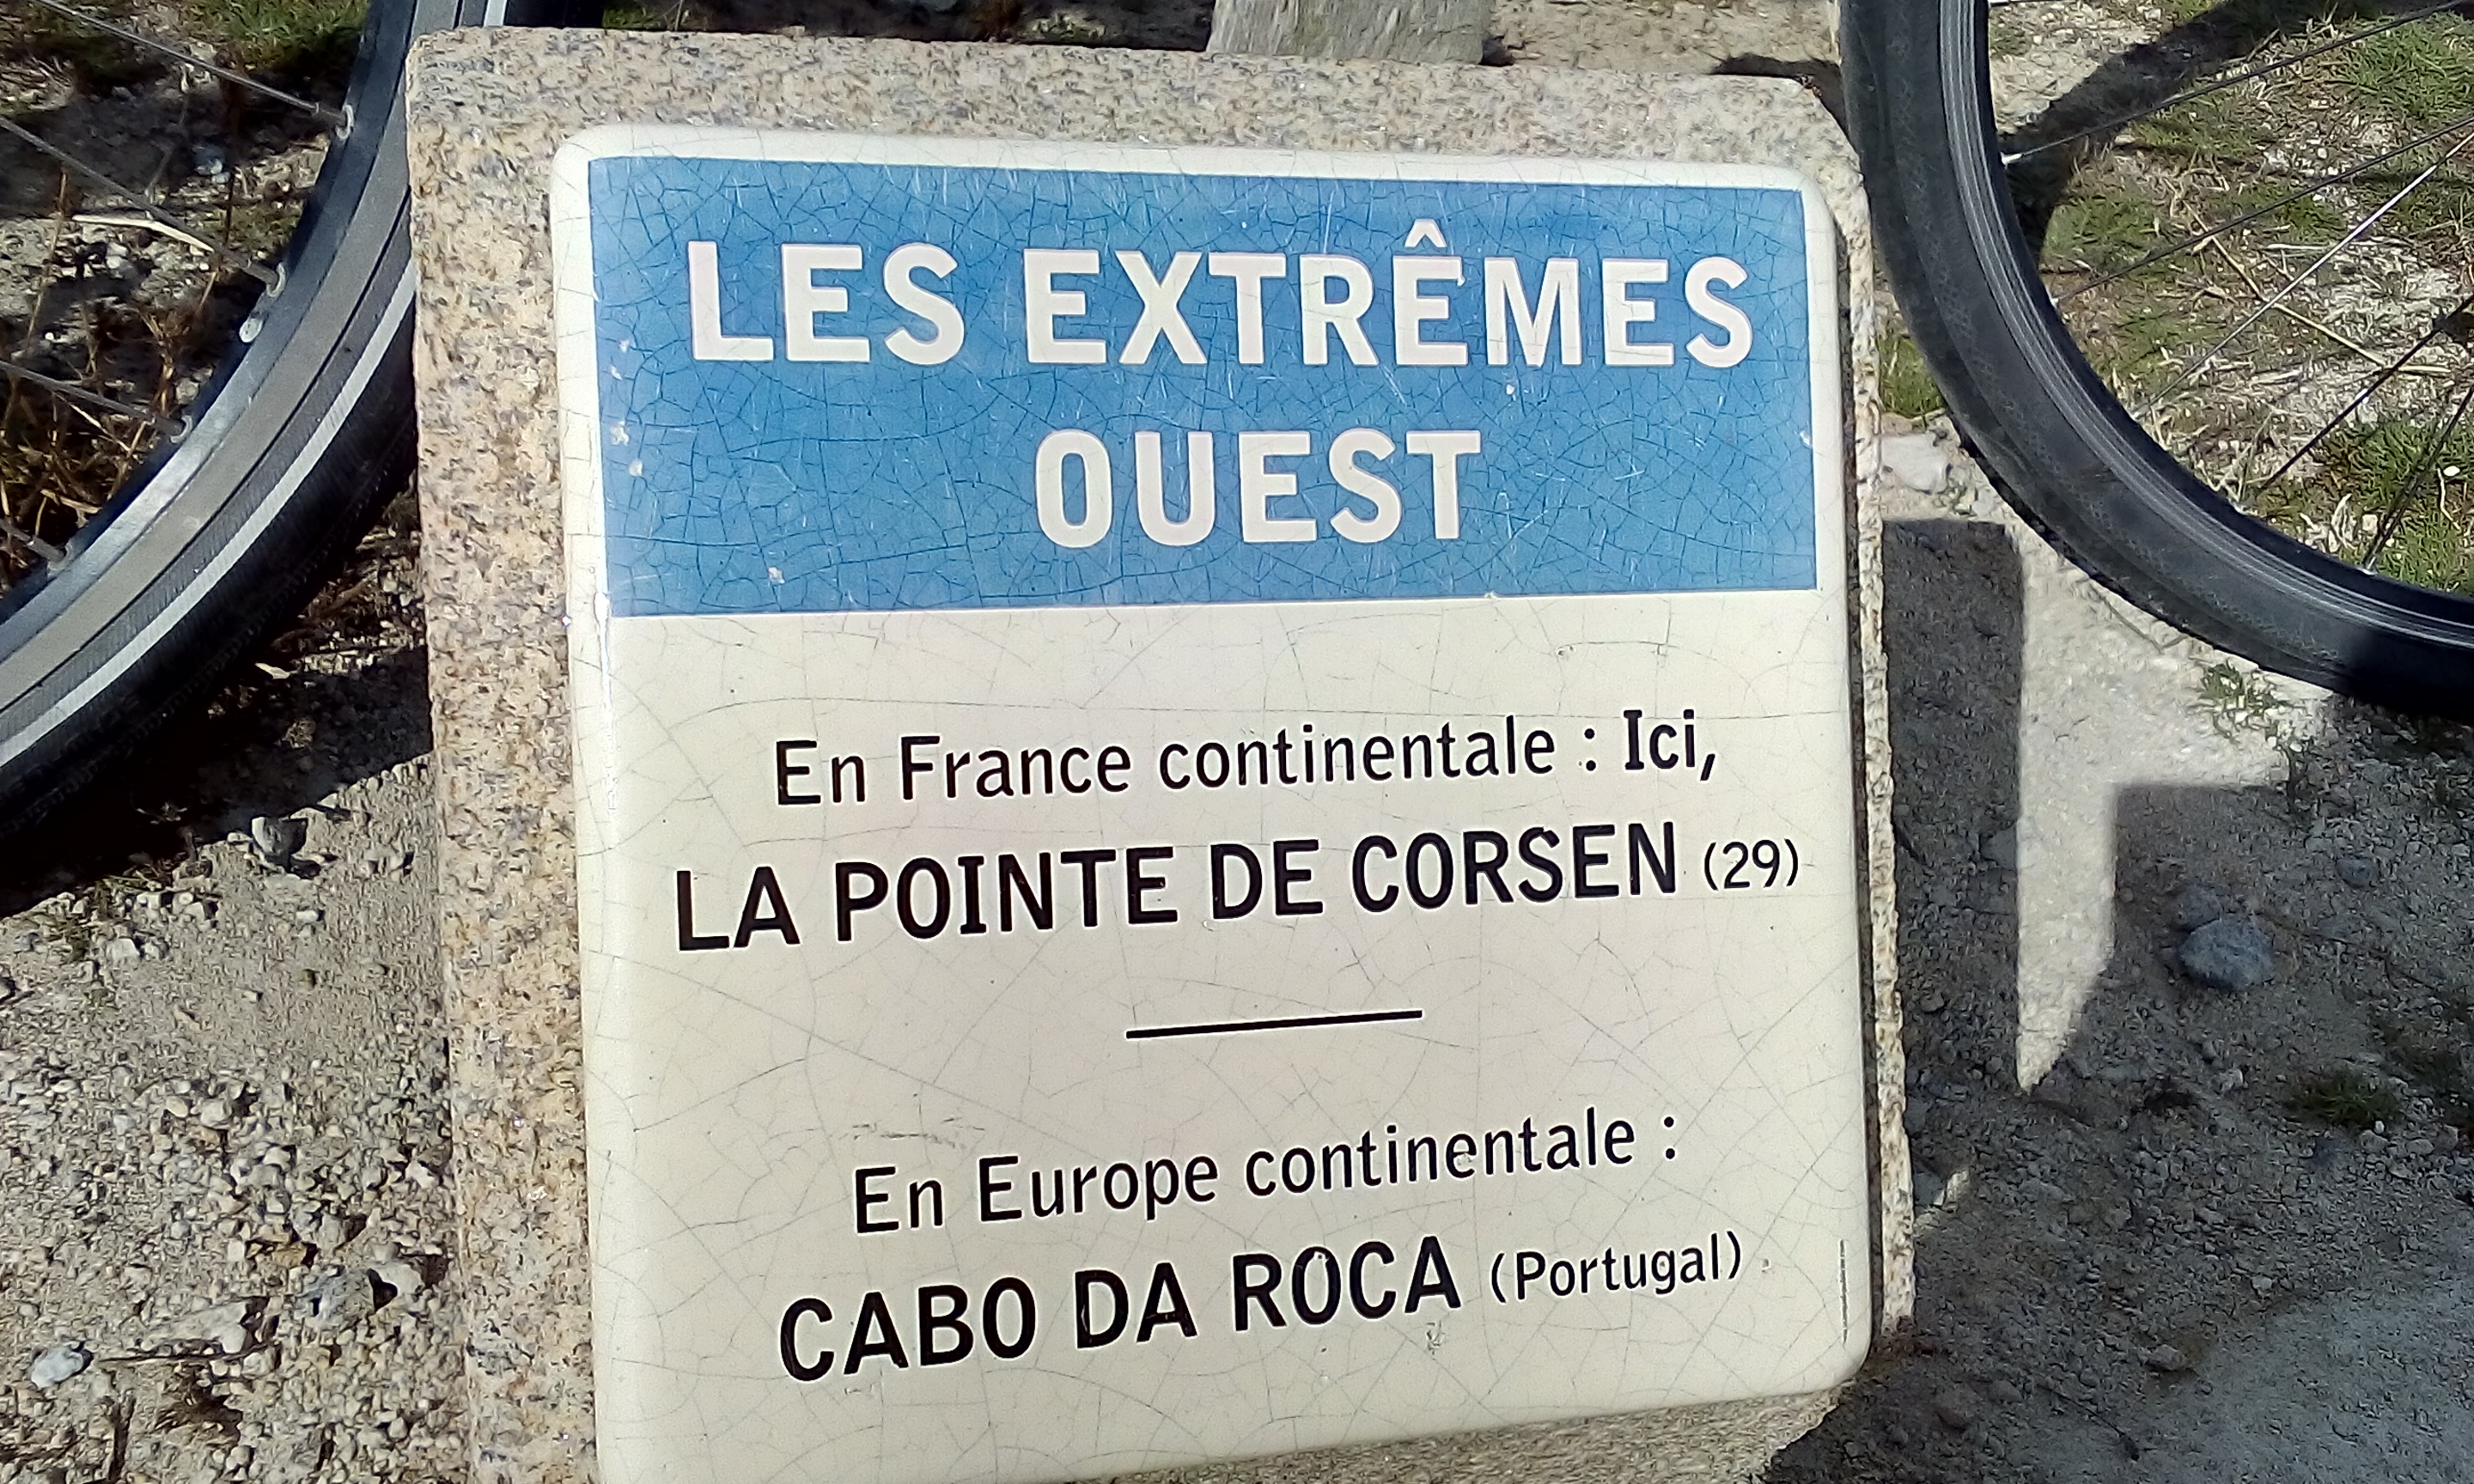 LES EXTRÊMES
OUEST
En France continentale : Ici,
LA POINTE DE CORSEN (29)
En Europe continentale :
CABO DA ROCA (Portugal)